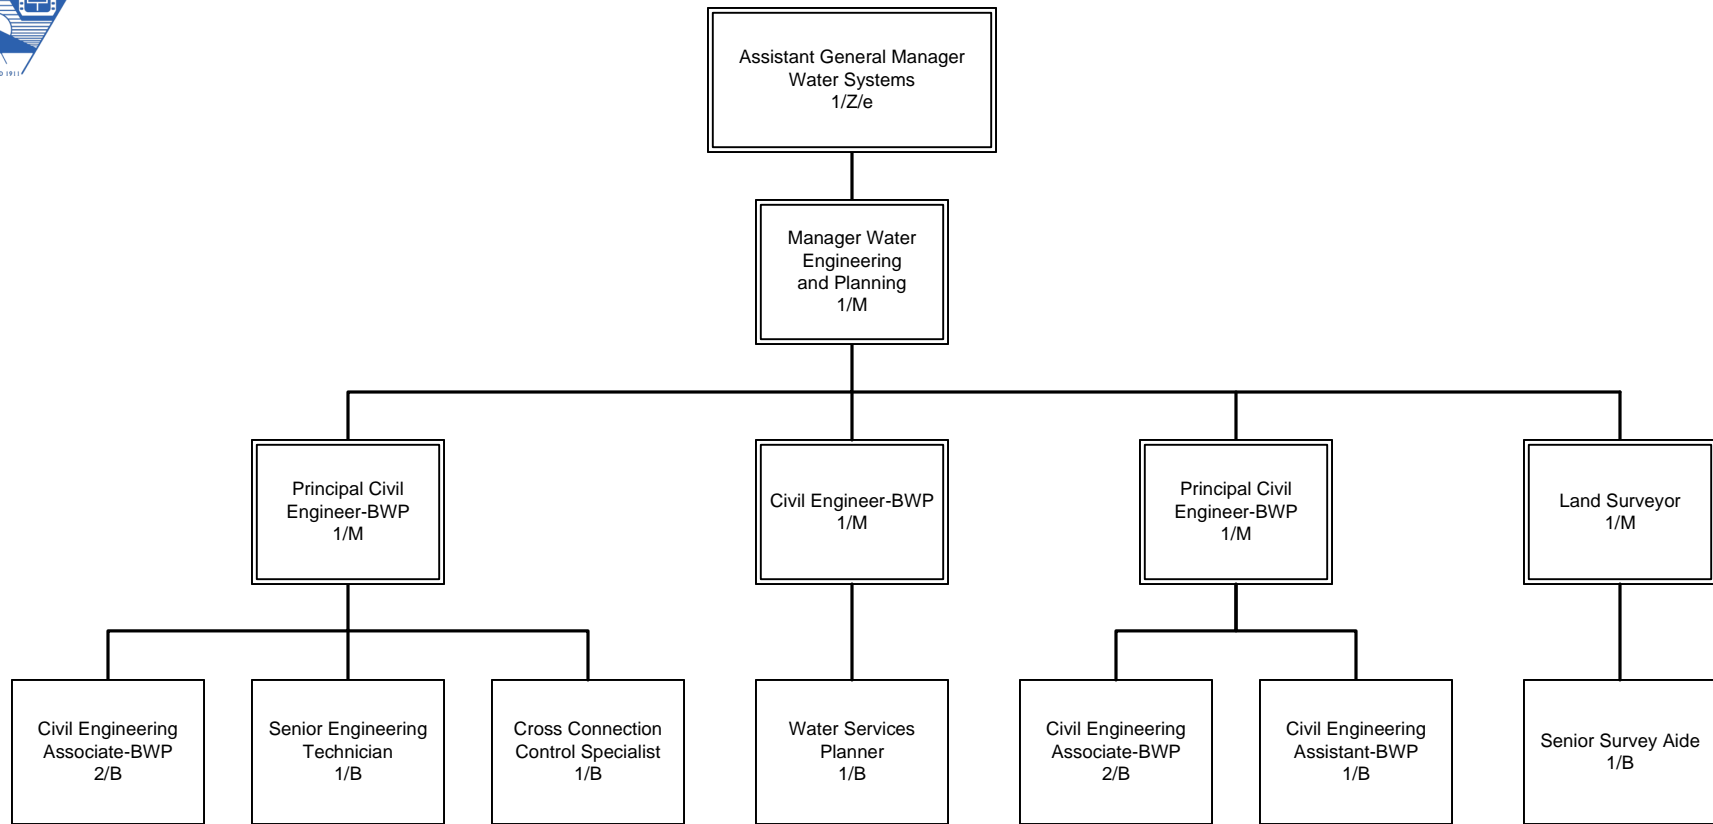 1911
Assistant General Manager
Water Systems
1/Z/e
Manager Water
Engineering
and Planning
1/M
Principal Civil
Engineer-BWP
1/M
Civil Engineer-BWP
1/M
Principal Civil
Engineer-BWP
1/M
Land Surveyor
1/M
Civil Engineering
Associate-BWP
2/B
Senior Engineering
Technician
1/B
Cross Connection
Control Specialist
1/B
Water Services
Planner
1/B
Civil Engineering
Associate-BWP
2/B
Civil Engineering
Assistant-BWP
1/B
Senior Survey Aide
1/B